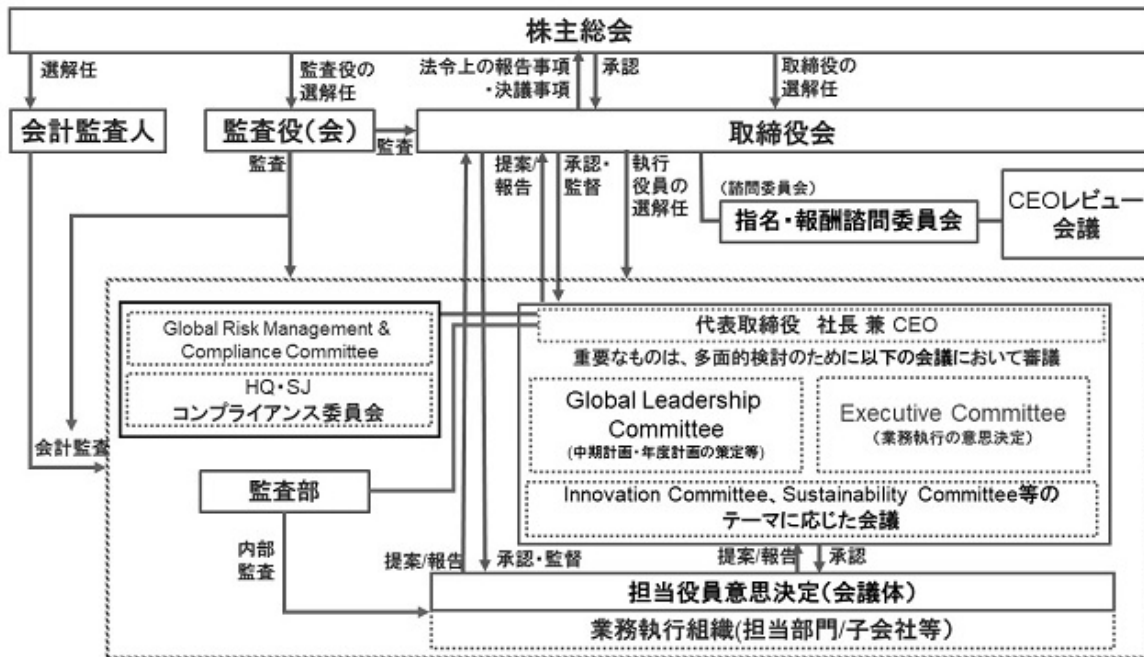 株主総会
選解任
監査役の
選解任
法令上の報告事項
・決議事項
承認
取締役の
選解任
会計監査人
監査役(会)
監査
取締役会
監査
提案/
報告
承認・
監督
執行
役員の
選解任
(諮問委員会)
指名・報酬諮問委員会
CEOレビュー
会議
Global Risk Management &
Compliance Committee
HQ・SJ
コンプライアンス委員会
代表取締役 社長 兼 CEO
重要なものは、多面的検討のために以下の会議において審議
Global Leadership
Committee
(中期計画・年度計画の策定等)
Executive Committee
(業務執行の意思決定)
Innovation Committee、Sustainability Committee等の
テーマに応じた会議
会計監査
監査部
内部
監査
提案/報告
承認・監督
提案/報告
承認
担当役員意思決定(会議体)
業務執行組織(担当部門/子会社等)